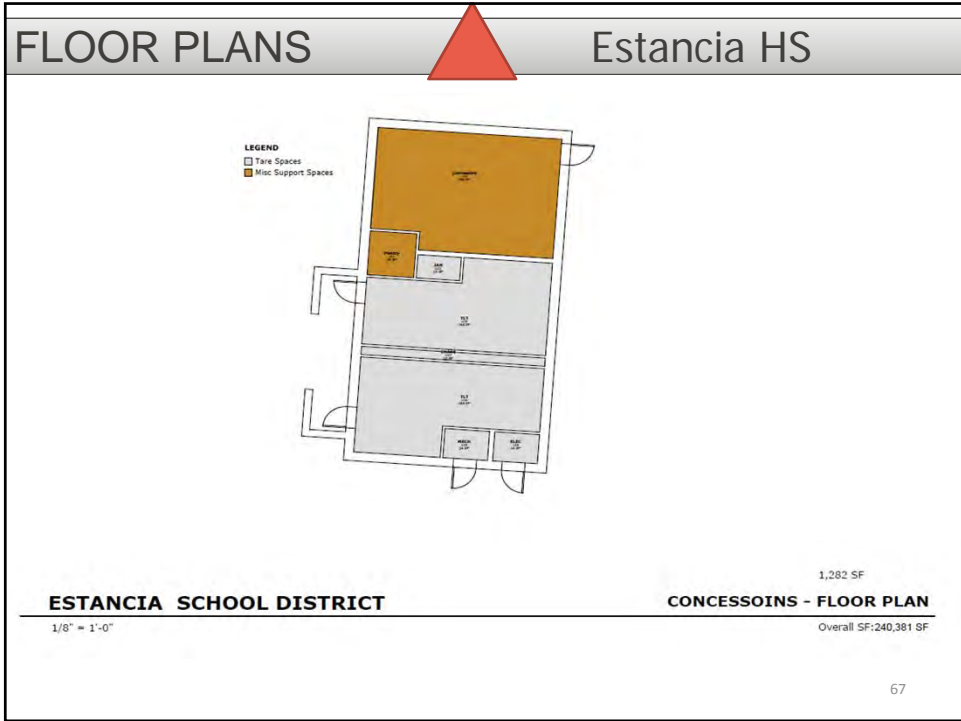 FLOOR PLANS
Estancia HS
LEGEND
Tare Spaces
Misc Support Spaces
JAN
TLT
TLT
MECH
ELEC
1,282 SF
ESTANCIA SCHOOL DISTRICT
CONCESSOINS - FLOOR PLAN
1/8" = 1'-0"
Overall SF:240,381 SF
67